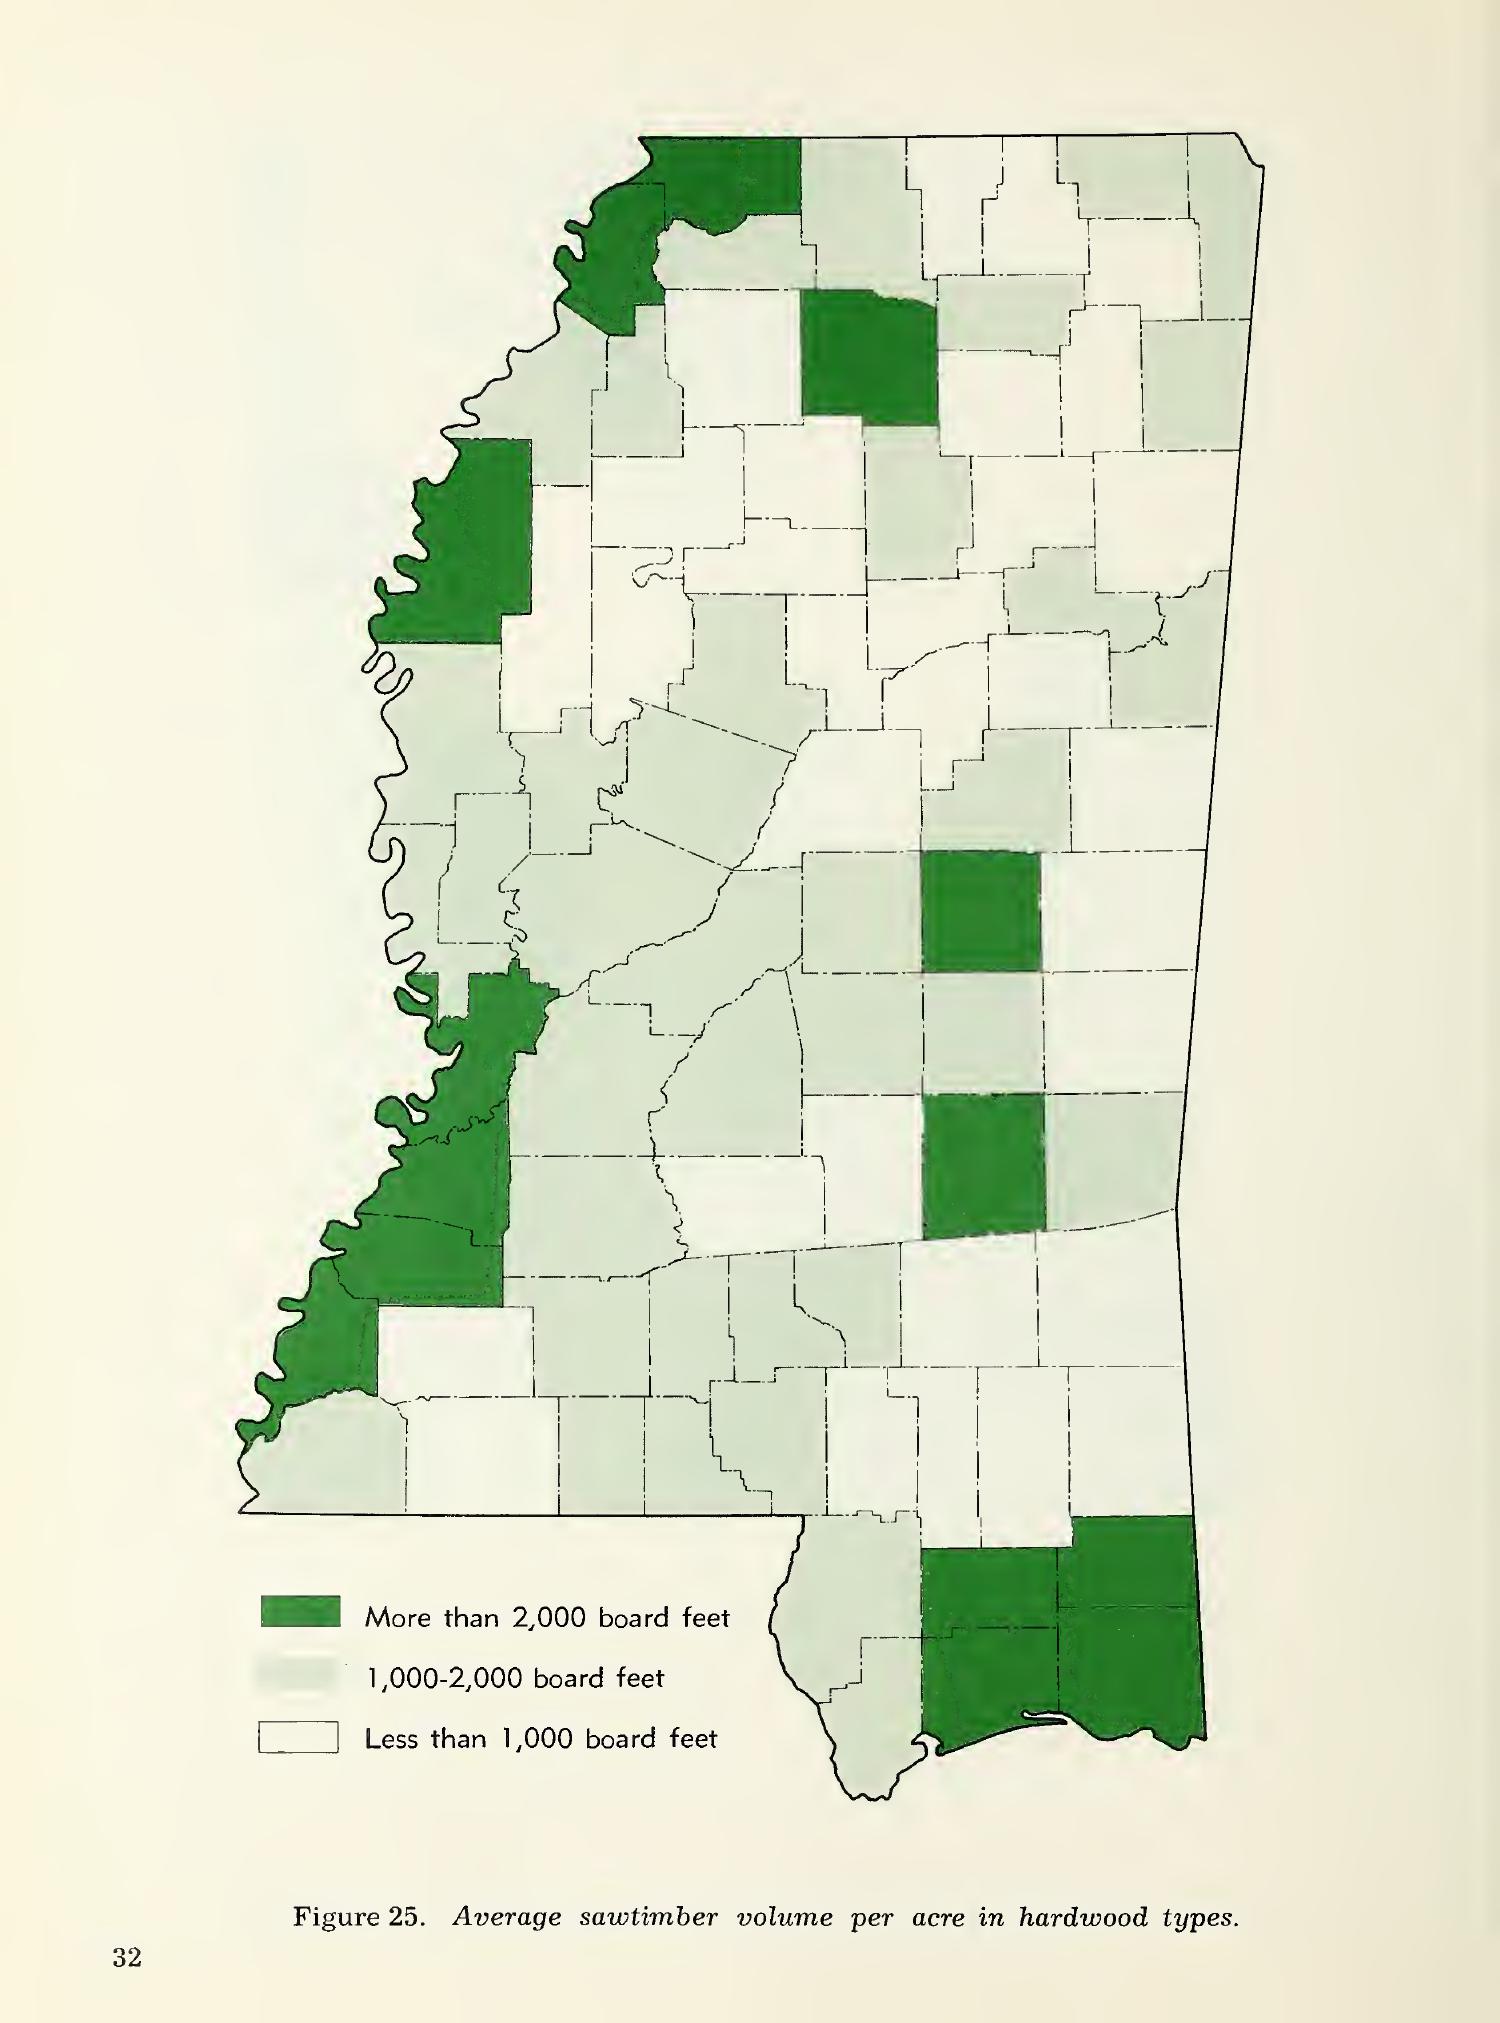 More than 2,000 board feet
1,000-2,000 board feet
Less than 1,000 board feet
Figure 25. Average sawtimber volume per acre in hardwood types.
32